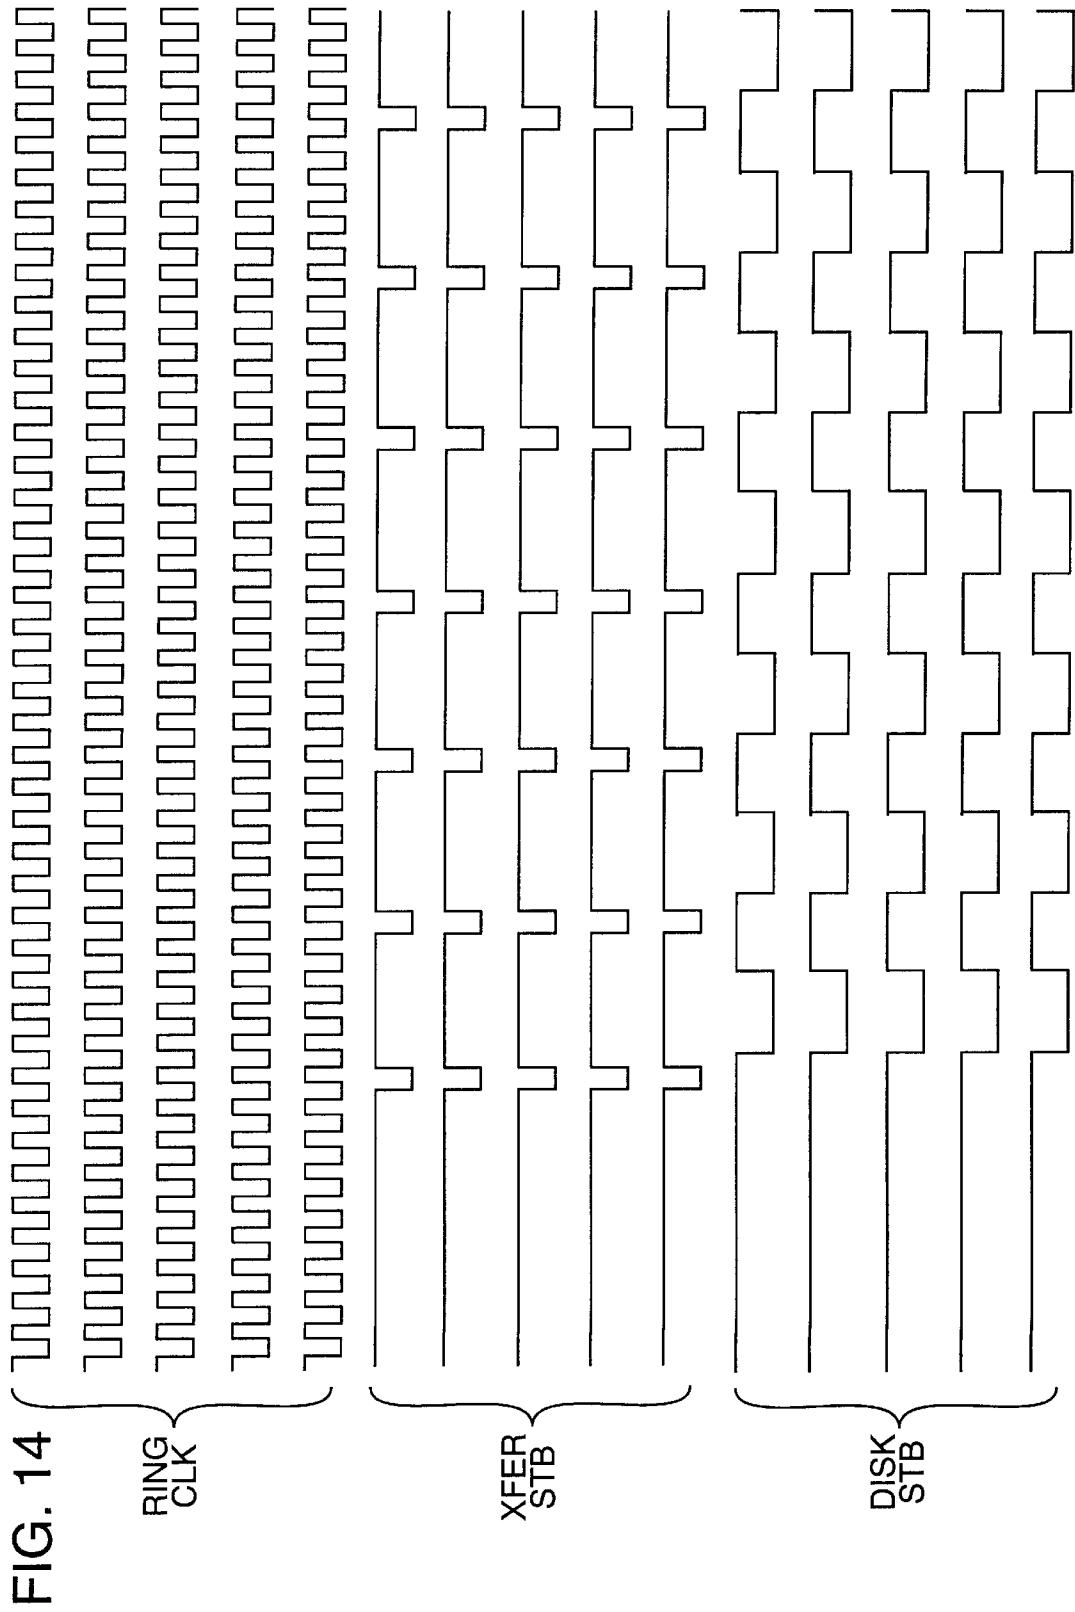 FIG. 14
RING
CLK
XFER
STB
DISK
STB